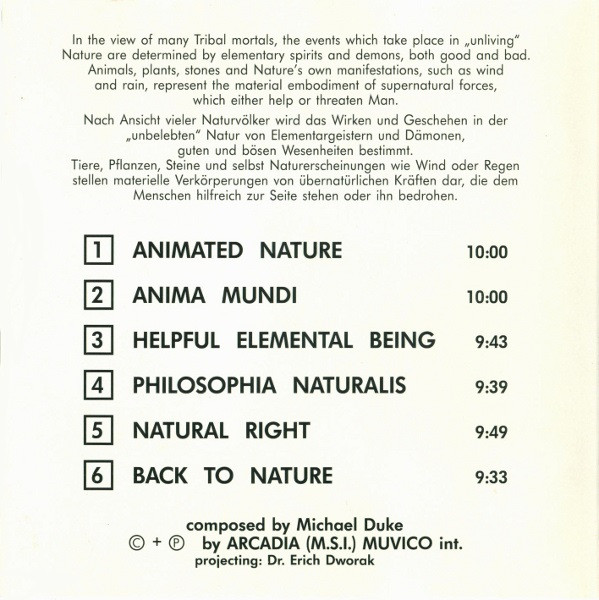 In the view of many Tribal mortals, the events which take place in „unliving“
Nature are determined by elementary spirits and demons, both good and bad.
Animals, plants, stones and Nature's own manifestations, such as wind
and rain, represent the material embodiment of supernatural forces,
which either help or threaten Man.
Nach Ansicht vieler Naturvölker wird das Wirken und Geschehen in der
„unbelebten“ Natur von Elementargeistern und Dämonen,
guten und bösen Wesenheiten bestimmt.
Tiere, Pflanzen, Steine und selbst Naturerscheinungen wie Wind oder Regen
stellen materielle Verkörperungen von übernatürlichen Kräften dar, die dem
Menschen hilfreich zur Seite stehen oder ihn bedrohen.
1 ANIMATED NATURE 10:00
2 ANIMA MUNDI 10:00
3 HELPFUL ELEMENTAL BEING 9:43
4 PHILOSOPHIA NATURALIS 9:39
5 NATURAL RIGHT 9:49
6 BACK TO NATURE 9:33
composed by Michael Duke
© + ℗ by ARCADIA (M.S.I.) MUVICO int.
projecting: Dr. Erich Dworak